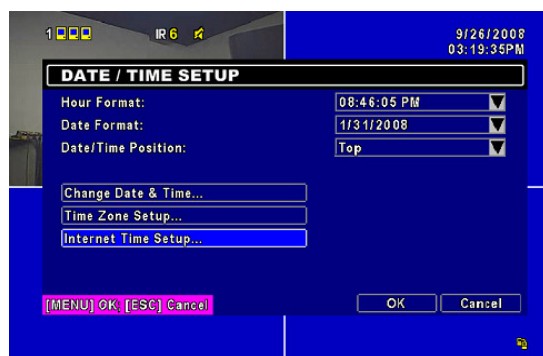 1 IR 6 9/26/2008
03:19:35PM
DATE / TIME SETUP
Hour Format: 08:46:05 PM
Date Format: 1/31/2008
Date/Time Position: Top
Change Date & Time...
Time Zone Setup...
Internet Time Setup...
[MENU] OK; [ESC] Cancel OK Cancel